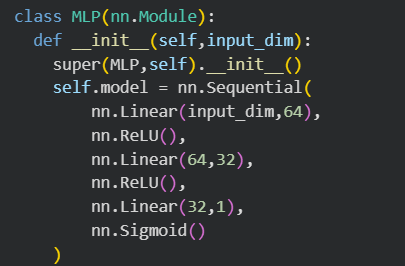 class MLP(nn.Module):
  def __init__(self,input_dim):
    super(MLP,self).__init__()
    self.model = nn.Sequential(
        nn.Linear(input_dim,64),
        nn.ReLU(),
        nn.Linear(64,32),
        nn.ReLU(),
        nn.Linear(32,1),
        nn.Sigmoid()
    )